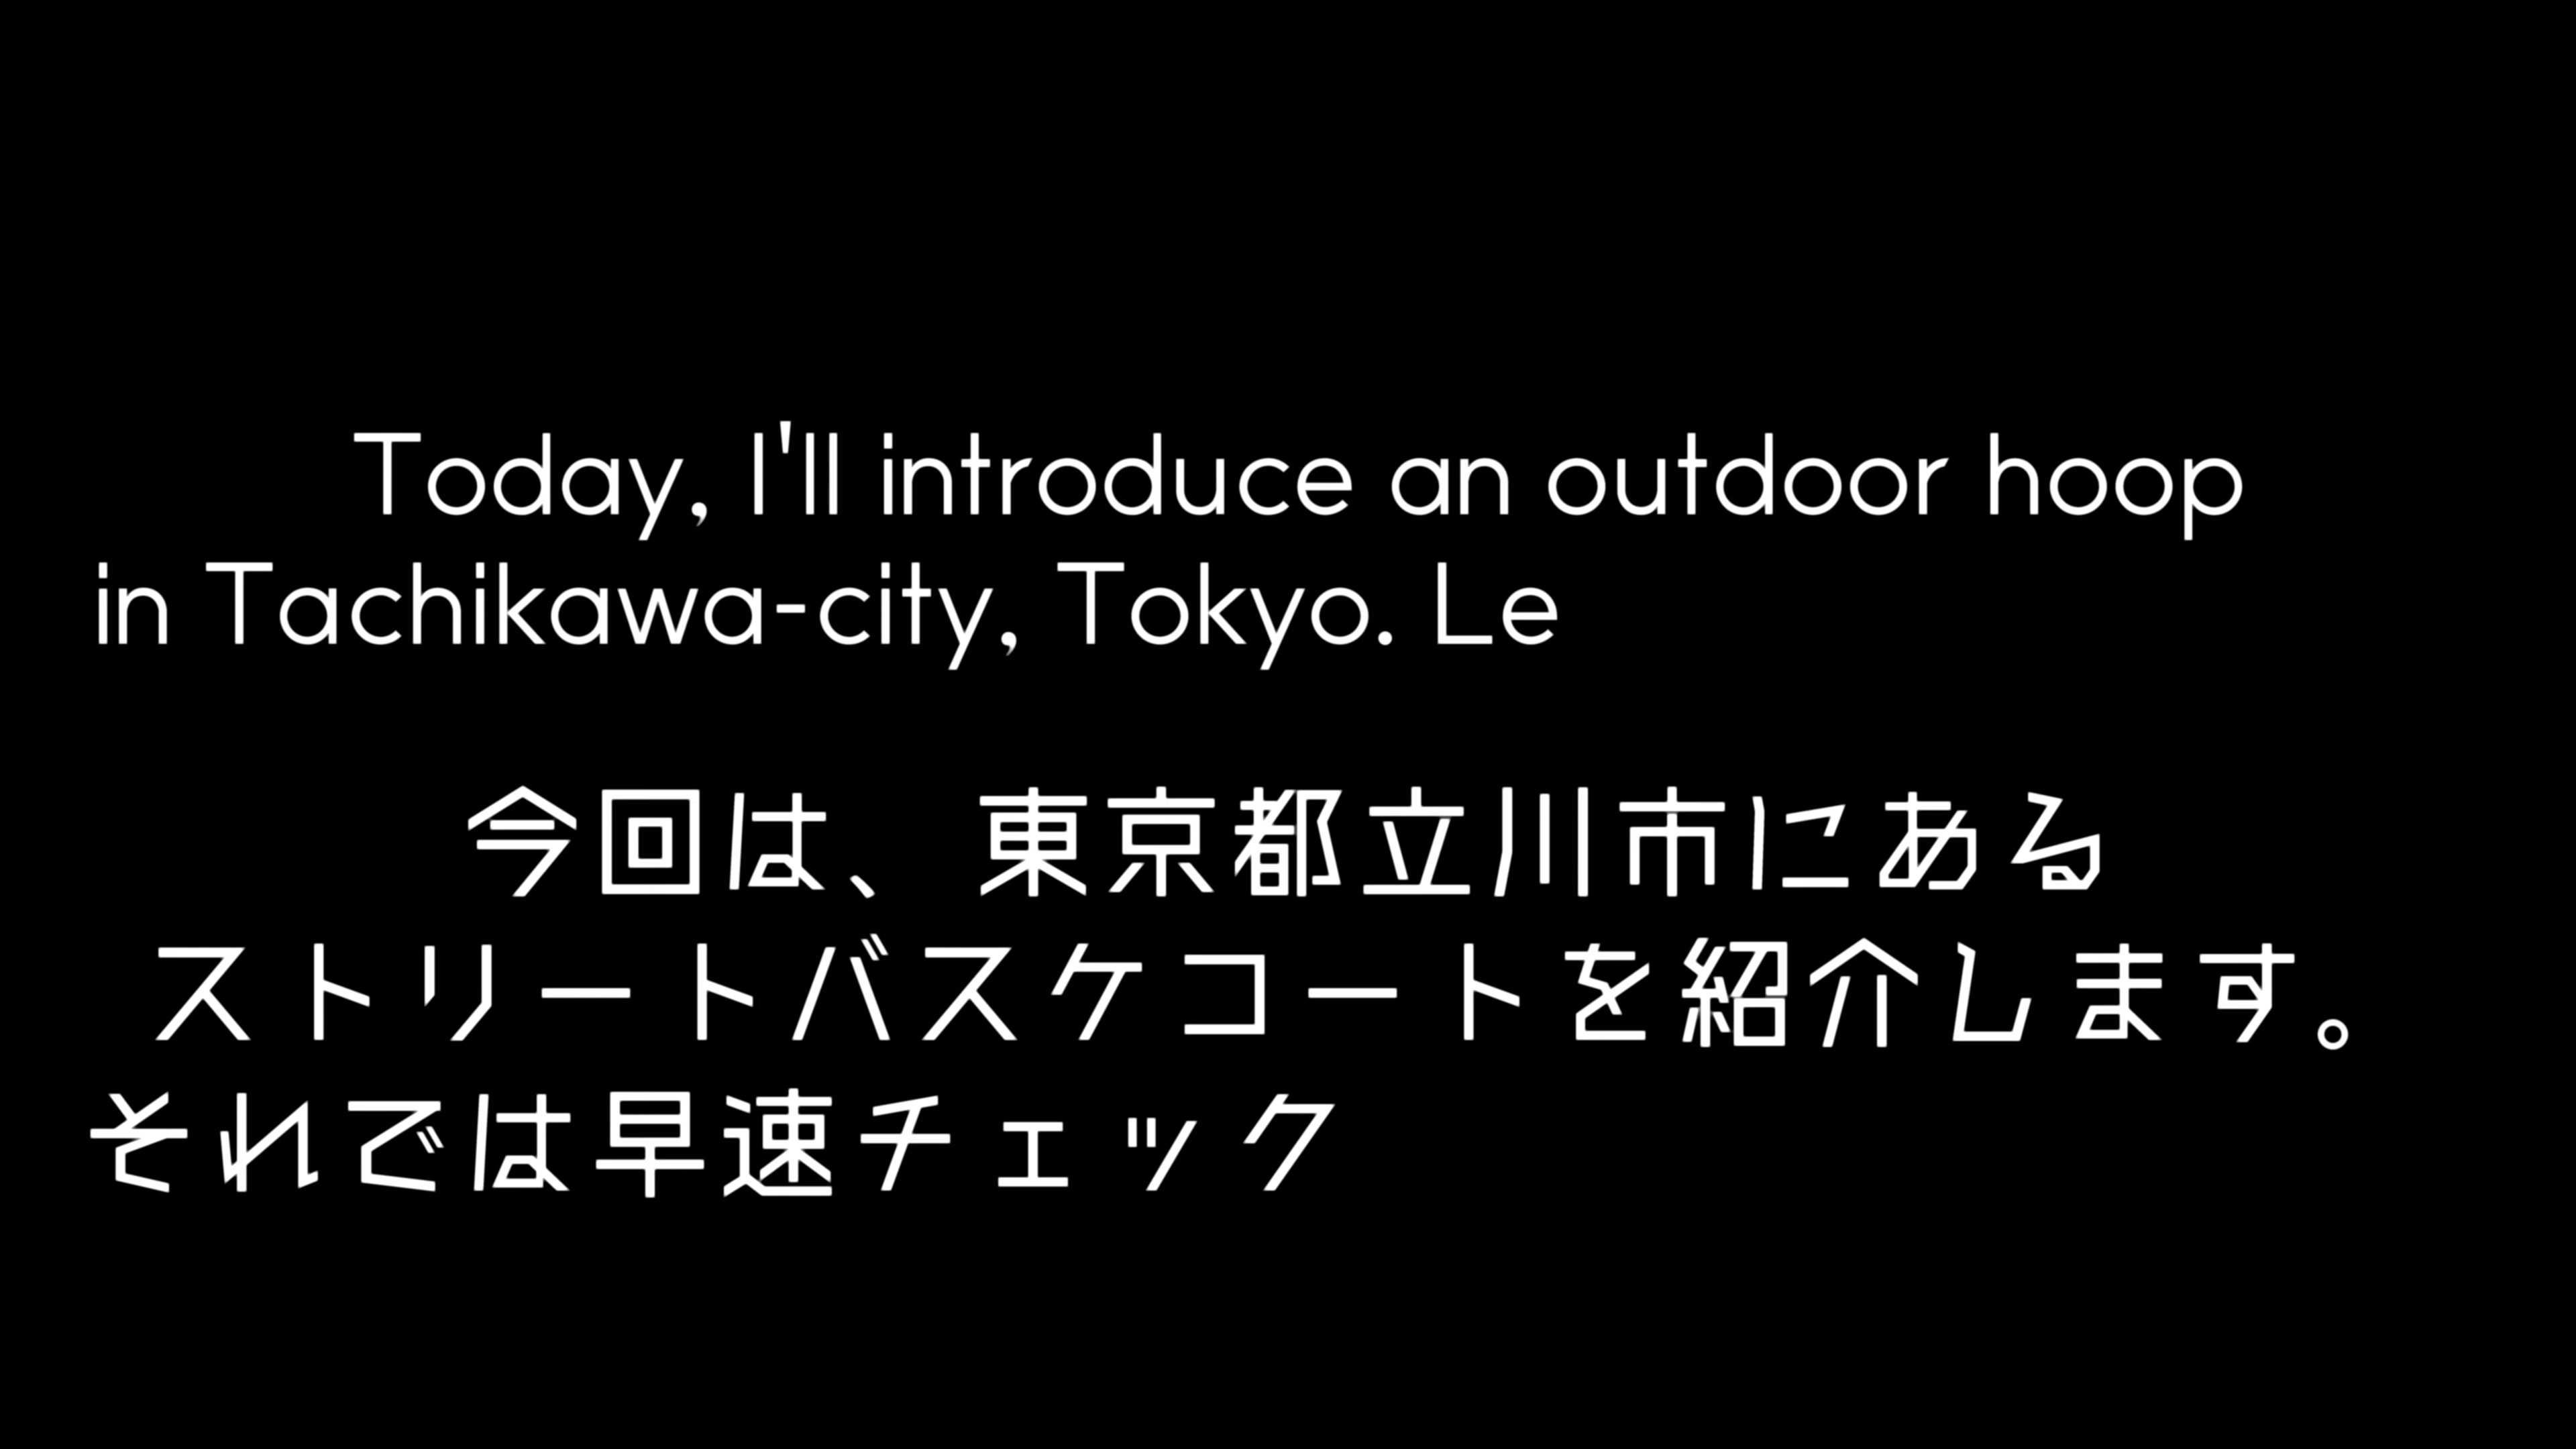 Today, I'll introduce an outdoor hoop
in Tachikawa-city, Tokyo. Le
今回は、東京都立川市にある
ストリートバスケコートを紹介します。
それでは早速チェック